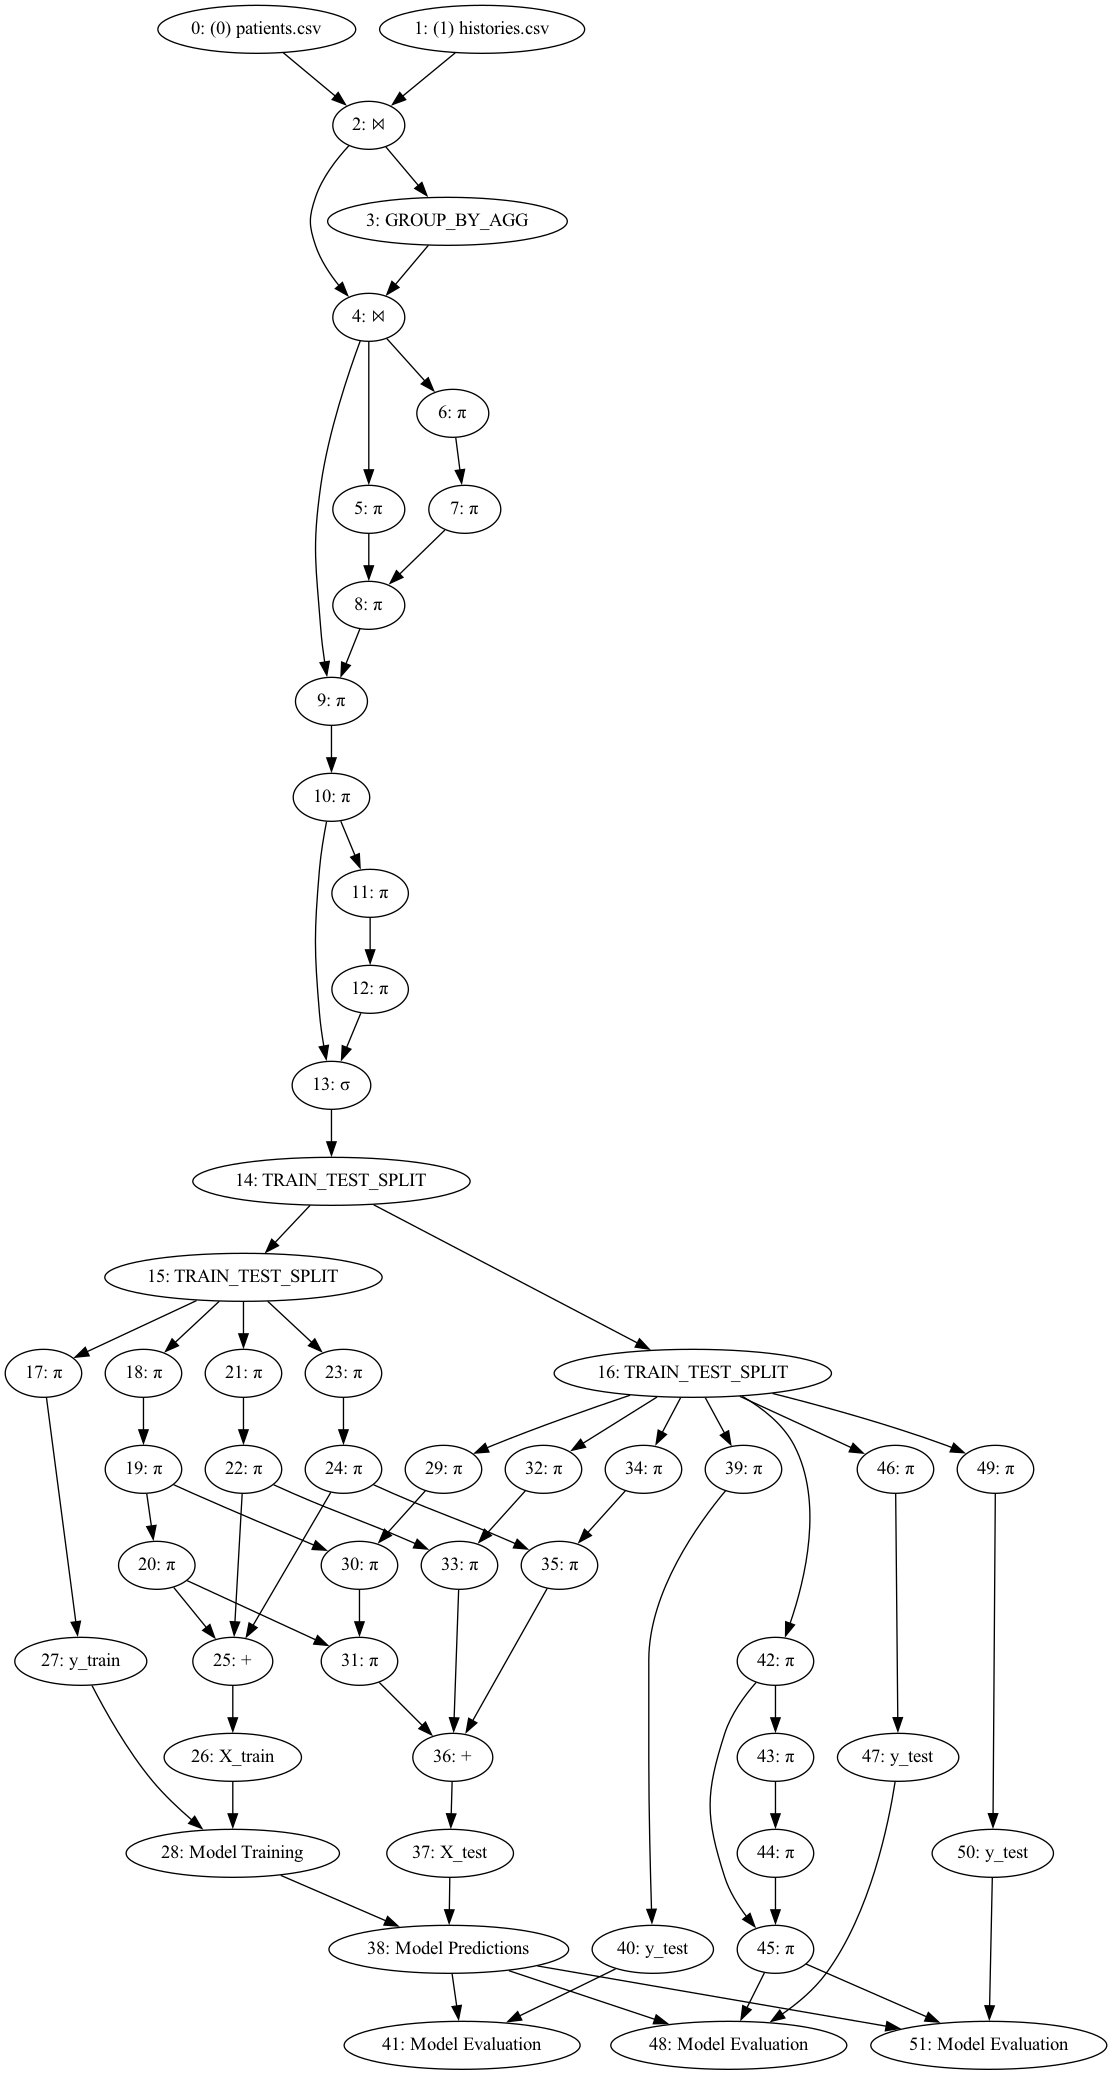 0: (0) patients.csv
1: (1) histories.csv
2: ⋈
3: GROUP_BY_AGG
4: ⋈
6: π
5: π
7: π
8: π
9: π
10: π
11: π
12: π
13: σ
14: TRAIN_TEST_SPLIT
15: TRAIN_TEST_SPLIT
17: π
18: π
21: π
23: π
16: TRAIN_TEST_SPLIT
19: π
22: π
24: π
29: π
32: π
34: π
39: π
46: π
49: π
20: π
30: π
33: π
35: π
27: y_train
25: +
31: π
42: π
26: X_train
36: +
43: π
47: y_test
28: Model Training
37: X_test
44: π
50: y_test
38: Model Predictions
40: y_test
45: π
41: Model Evaluation
48: Model Evaluation
51: Model Evaluation